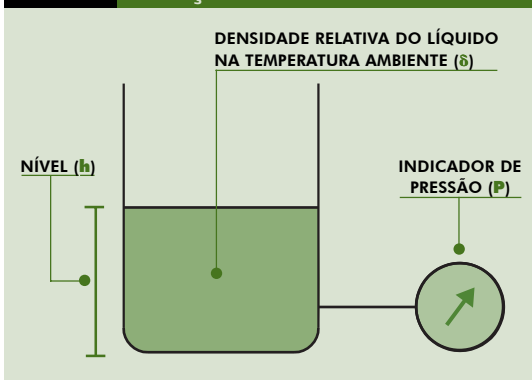 DENSIDADE RELATIVA DO LÍQUIDO
NA TEMPERATURA AMBIENTE (δ)
NÍVEL (h)
INDICADOR DE
PRESSÃO (P)